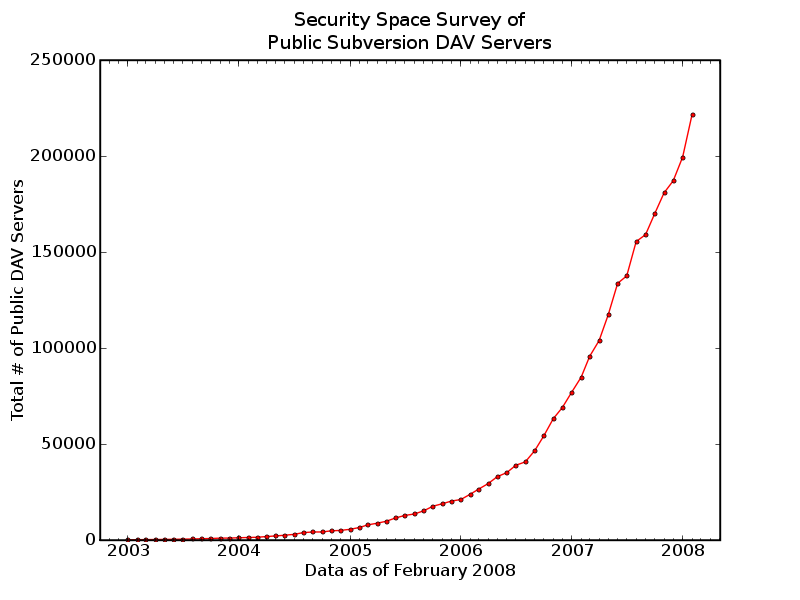 Security Space Survey of
Public Subversion DAV Servers
Total # of Public DAV Servers
250000
200000
150000
100000
50000
0
2003 2004 2005 2006 2007 2008
Data as of February 2008